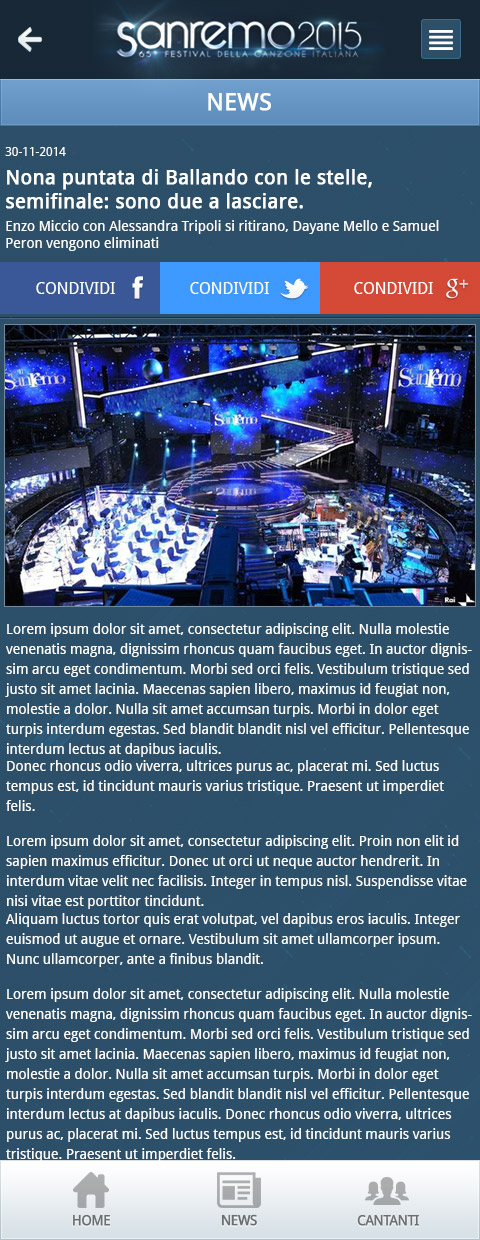 sanremo2015
65° FESTIVAL DELLA CANZONE ITALIANA
NEWS
30-11-2014
Nona puntata di Ballando con le stelle,
semifinale: sono due a lasciare.
Enzo Miccio con Alessandra Tripoli si ritirano, Dayane Mello e Samuel
Peron vengono eliminati
CONDIVIDI f
CONDIVIDI
CONDIVIDI g+
Sanremo
Sanremo
Sanremo
Rai
Lorem ipsum dolor sit amet, consectetur adipiscing elit. Nulla molestie
venenatis magna, dignissim rhoncus quam faucibus eget. In auctor dignis-
sim arcu eget condimentum. Morbi sed orci felis. Vestibulum tristique sed
justo sit amet lacinia. Maecenas sapien libero, maximus id feugiat non,
molestie a dolor. Nulla sit amet accumsan turpis. Morbi in dolor eget
turpis interdum egestas. Sed blandit blandit nisl vel efficitur. Pellentesque
interdum lectus at dapibus iaculis.
Donec rhoncus odio viverra, ultrices purus ac, placerat mi. Sed luctus
tempus est, id tincidunt mauris varius tristique. Praesent ut imperdiet
felis.
Lorem ipsum dolor sit amet, consectetur adipiscing elit. Proin non elit id
sapien maximus efficitur. Donec ut orci ut neque auctor hendrerit. In
interdum vitae velit nec facilisis. Integer in tempus nisl. Suspendisse vitae
nisi vitae est porttitor tincidunt.
Aliquam luctus tortor quis erat volutpat, vel dapibus eros iaculis. Integer
euismod ut augue et ornare. Vestibulum sit amet ullamcorper ipsum.
Nunc ullamcorper, ante a finibus blandit.
Lorem ipsum dolor sit amet, consectetur adipiscing elit. Nulla molestie
venenatis magna, dignissim rhoncus quam faucibus eget. In auctor dignis-
sim arcu eget condimentum. Morbi sed orci felis. Vestibulum tristique sed
justo sit amet lacinia. Maecenas sapien libero, maximus id feugiat non,
molestie a dolor. Nulla sit amet accumsan turpis. Morbi in dolor eget
turpis interdum egestas. Sed blandit blandit nisl vel efficitur. Pellentesque
interdum lectus at dapibus iaculis. Donec rhoncus odio viverra, ultrices
purus ac, placerat mi. Sed luctus tempus est, id tincidunt mauris varius
tristique. Praesent ut imperdiet felis.
HOME
NEWS
CANTANTI